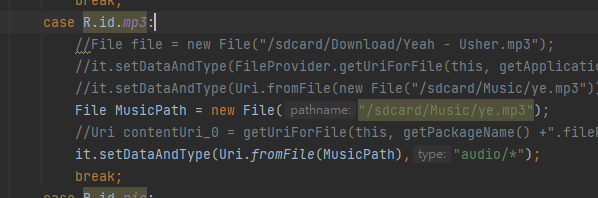 break;
case R.id.mp3:
//File file = new File("/sdcard/Download/Yeah - Usher.mp3");
//it.setDataAndType(FileProvider.getUriForFile(this, getApplicatio
//it.setDataAndType(Uri.fromFile(new File("/sdcard/Music/ye.mp3")
File MusicPath = new File( pathname: "/sdcard/Music/ye.mp3");
//Uri contentUri_0 = getUriForFile(this, getPackageName() +".fileP
it.setDataAndType(Uri.fromFile(MusicPath), type: "audio/*");
break;
case R.id.pic: